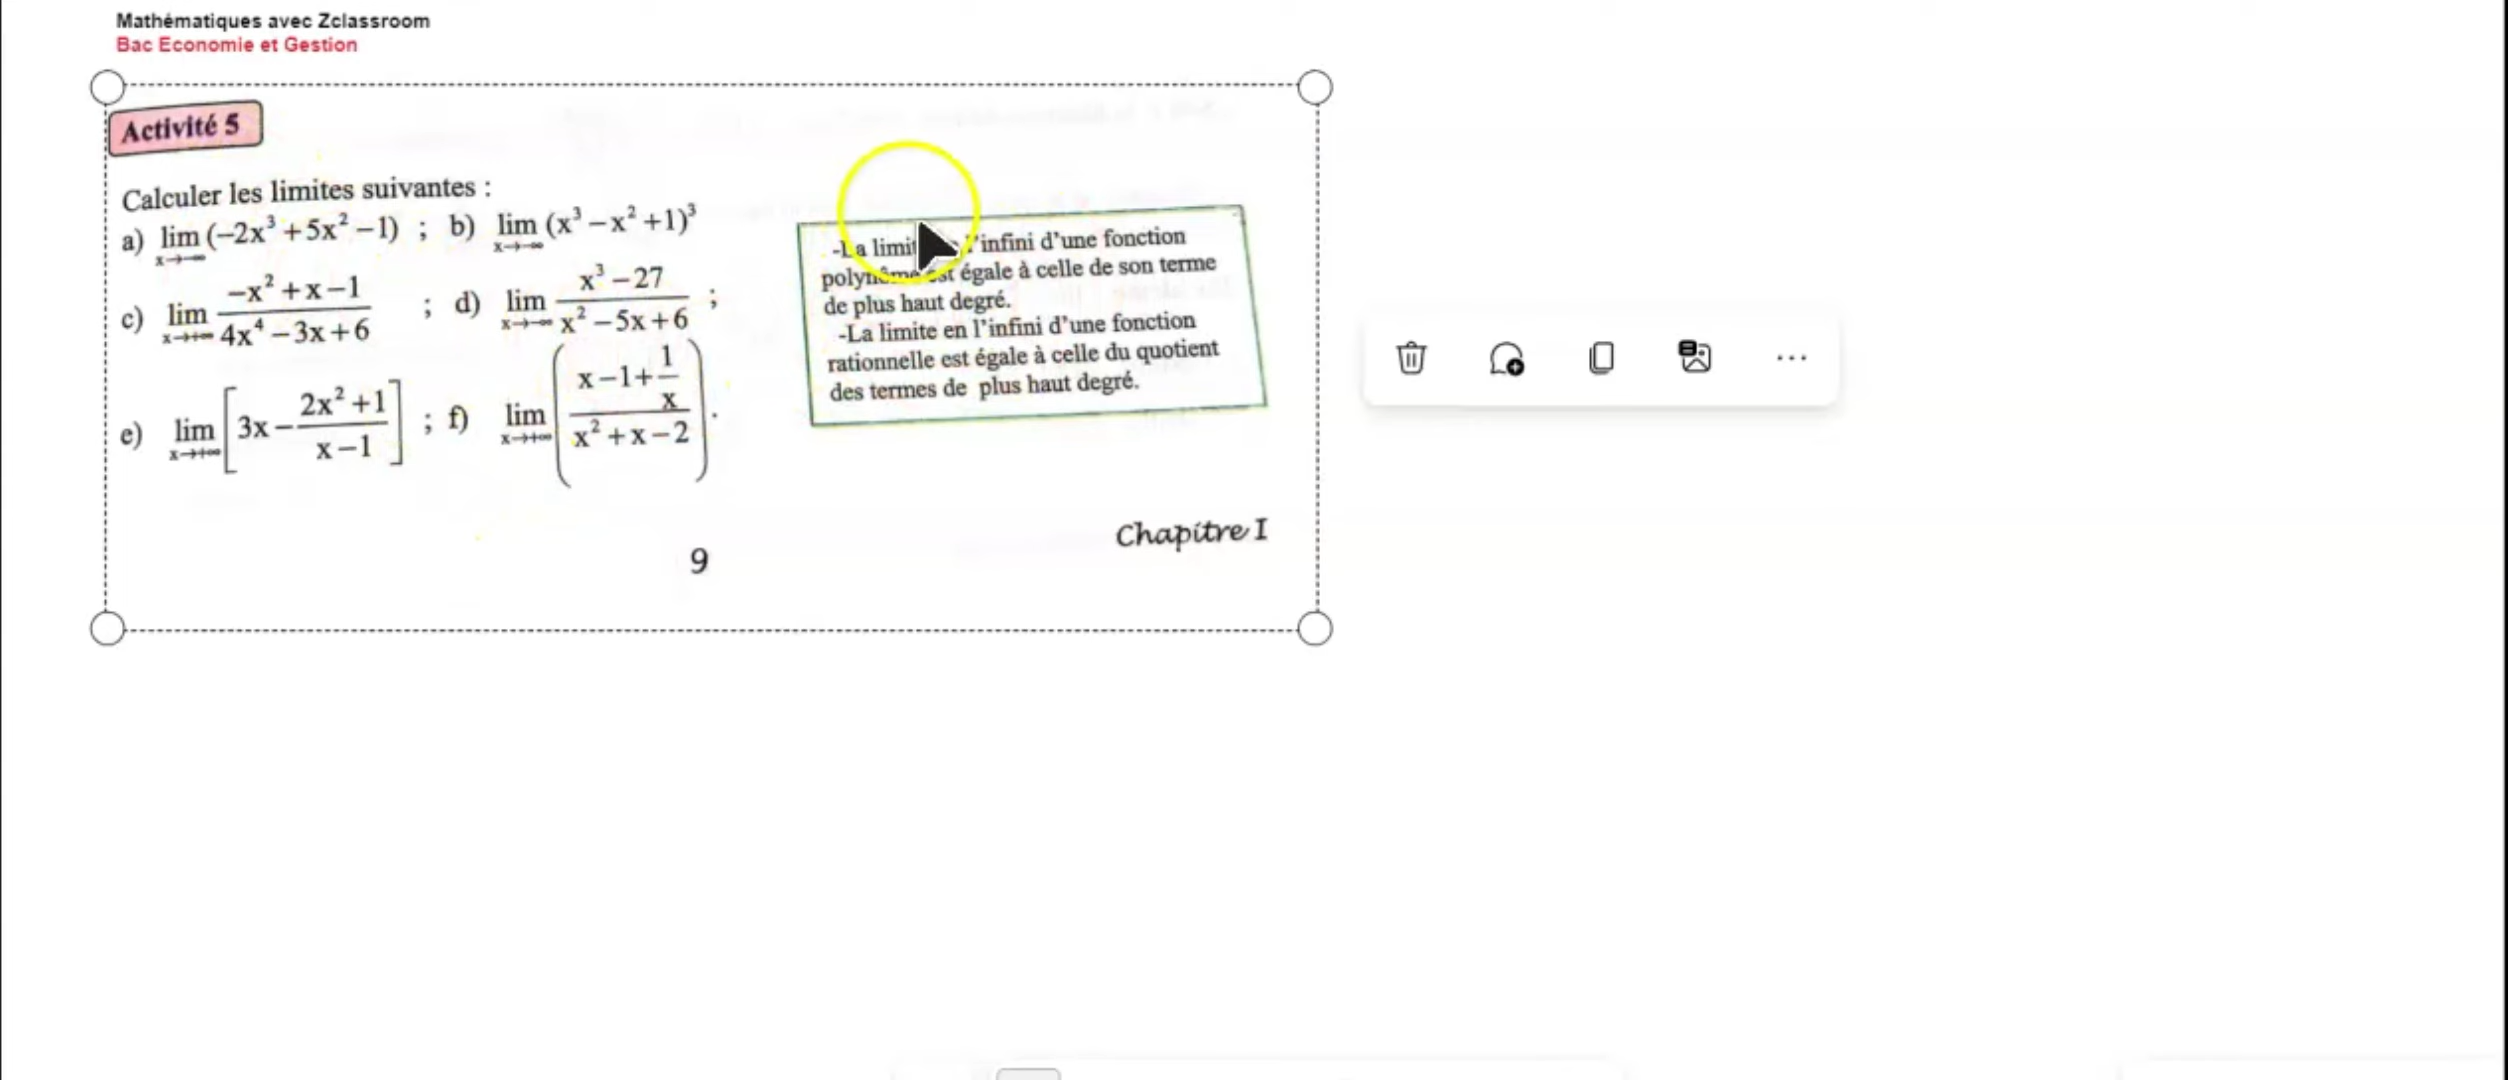 Mathématiques avec Zclassroom
Bac Economie et Gestion
Activité 5
Calculer les limites suivantes :
a) lim x→-∞ (-2x³ + 5x² - 1) ; b) lim x→-∞ (x³ - x² + 1)³
c) lim x→+∞ (-x² + x - 1)/(4x⁴ - 3x + 6) ; d) lim x→-∞ (x³ - 27)/(x² - 5x + 6) ;
e) lim x→+∞ [3x - (2x² + 1)/(x - 1)] ; f) lim x→+∞ ((x - 1 + 1/x)/(x² + x - 2)).
-La l'infini d'une fonction
égale à celle de son terme
de plus haut degré.
-La limite en l'infini d'une fonction
rationnelle est égale à celle du quotient
des termes de plus haut degré.
Chapitre I
9